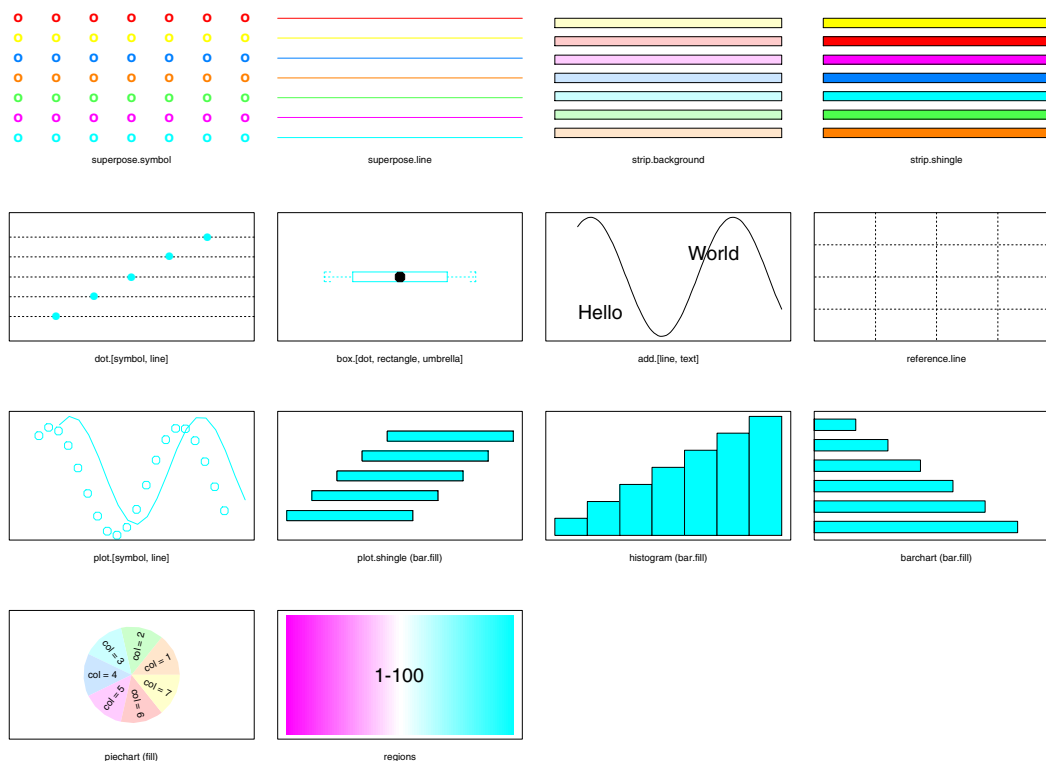 o o o o o o o
o o o o o o o
o o o o o o o
o o o o o o o
o o o o o o o
o o o o o o o
o o o o o o o
superpose.symbol
superpose.line
strip.background
strip.shingle
World
Hello
dot.[symbol, line]
box.[dot, rectangle, umbrella]
add.[line, text]
reference.line
plot.[symbol, line]
plot.shingle (bar.fill)
histogram (bar.fill)
barchart (bar.fill)
col = 1
col = 2
col = 3
col = 4
col = 5
col = 6
col = 7
1-100
piechart (fill)
regions